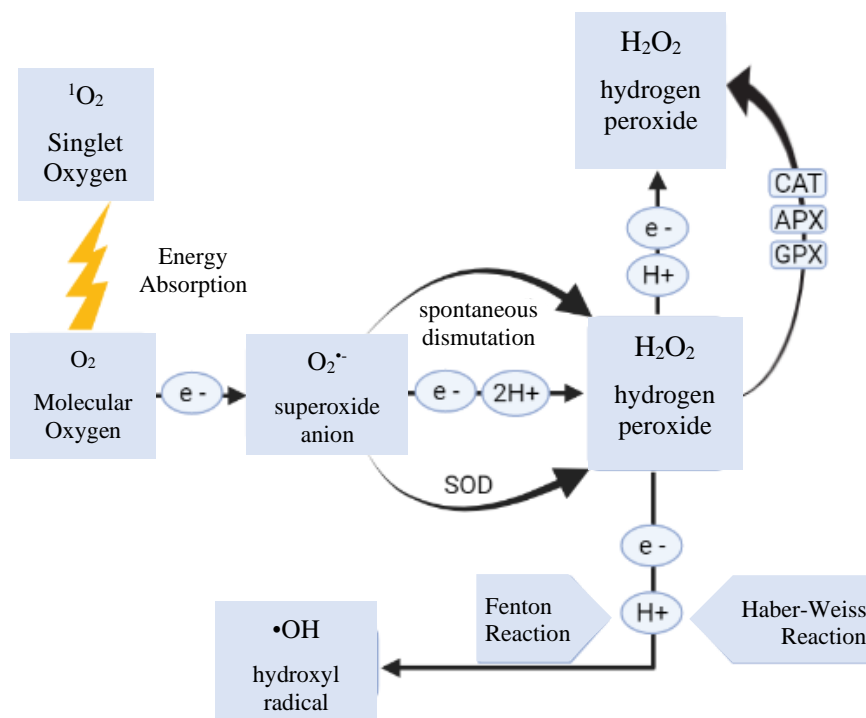 H₂O₂
hydrogen
peroxide
¹O₂
Singlet
Oxygen
CAT
APX
GPX
e -
H+
Energy
Absorption
spontaneous
dismutation
O₂
Molecular
Oxygen
e -
O₂•-
superoxide
anion
e -
2H+
H₂O₂
hydrogen
peroxide
SOD
e -
Fenton
Reaction
H+
Haber-Weiss
Reaction
•OH
hydroxyl
radical